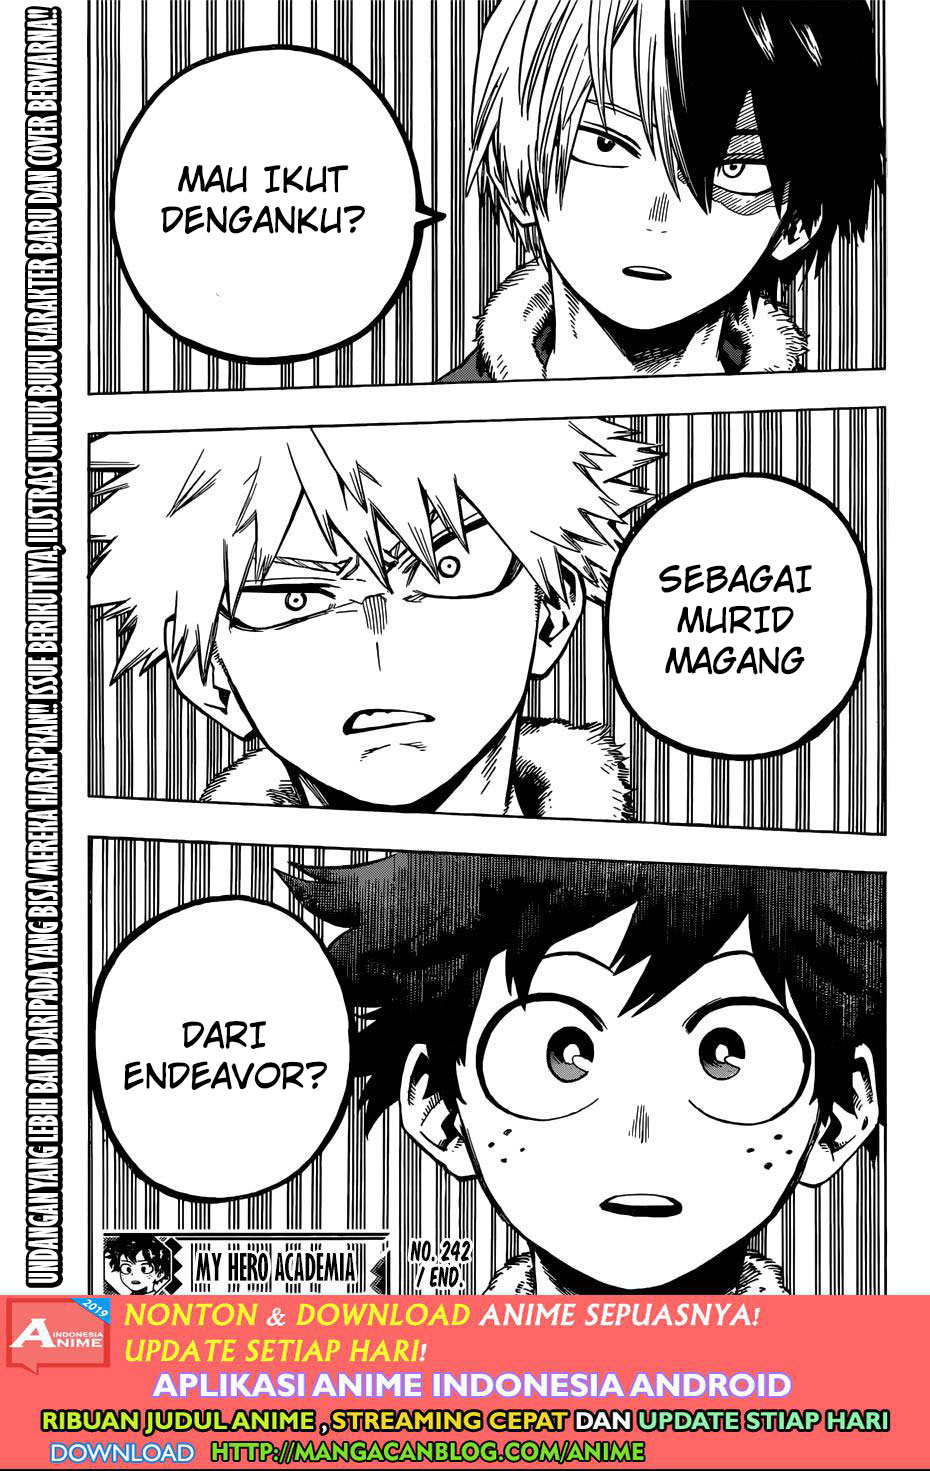 MAU IKUT
DENGANKU?
SEBAGAI
MURID
MAGANG
DARI
ENDEAVOR?
UNDANGAN YANG LEBIH BAIK DARIPADA YANG BISA MEREKA HARAPKAN!! ISSUE BERIKUTNYA, ILUSTRASI UNTUK BUKU KARAKTER BARU DAN COVER BERWARNA!!
MY HERO ACADEMIA
NO. 242
/ END.
2019
A INDONESIA
ANIME
NONTON & DOWNLOAD ANIME SEPUASNYA!
UPDATE SETIAP HARI!
APLIKASI ANIME INDONESIA ANDROID
RIBUAN JUDUL ANIME , STREAMING CEPAT DAN UPDATE STIAP HARI
DOWNLOAD HTTP://MANGACANBLOG.COM/ANIME